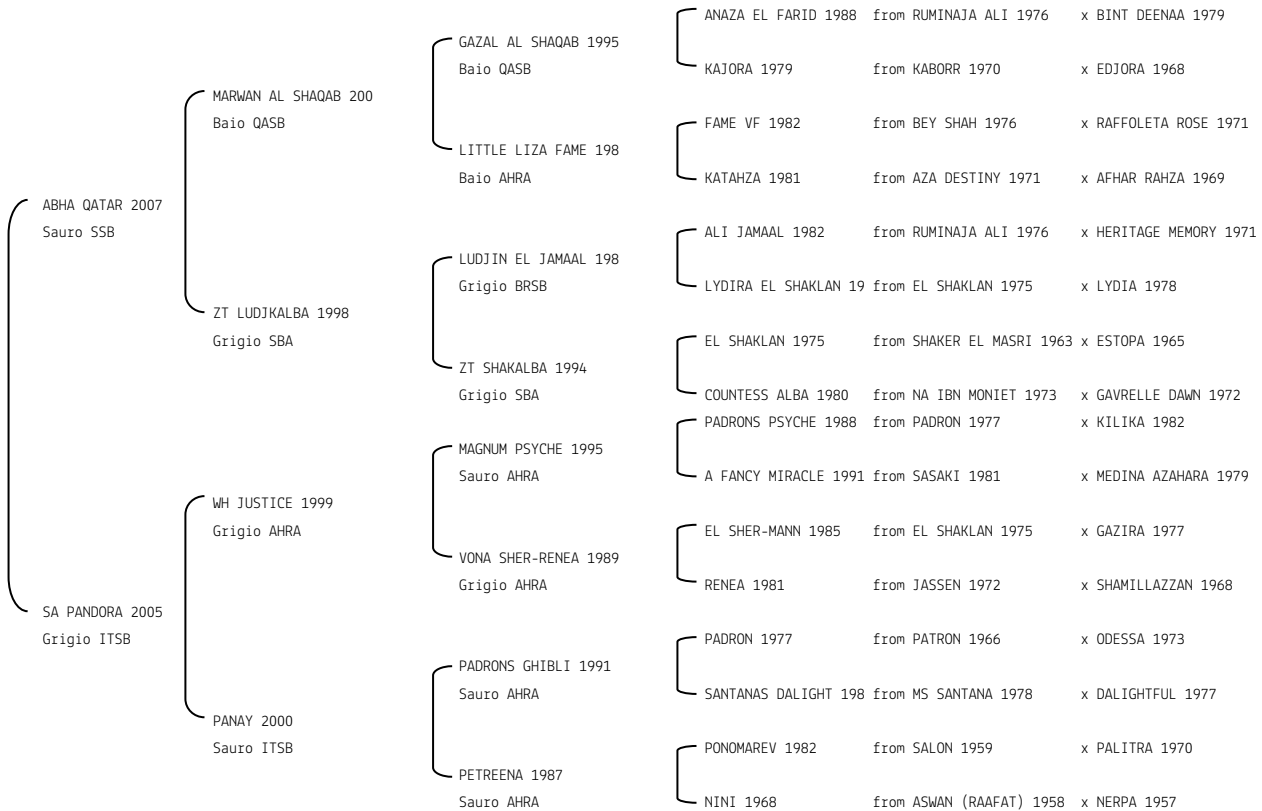 ANAZA EL FARID 1988 from RUMINAJA ALI 1976 x BINT DEENAA 1979
GAZAL AL SHAQAB 1995
Baio QASB
KAJORA 1979 from KABORR 1970 x EDJORA 1968
MARWAN AL SHAQAB 200
Baio QASB
FAME VF 1982 from BEY SHAH 1976 x RAFFOLETA ROSE 1971
LITTLE LIZA FAME 198
Baio AHRA
KATAHZA 1981 from AZA DESTINY 1971 x AFHAR RAHZA 1969
ABHA QATAR 2007
Sauro SSB
ALI JAMAAL 1982 from RUMINAJA ALI 1976 x HERITAGE MEMORY 1971
LUDJIN EL JAMAAL 198
Grigio BRSB
LYDIRA EL SHAKLAN 19 from EL SHAKLAN 1975 x LYDIA 1978
ZT LUDJKALBA 1998
Grigio SBA
EL SHAKLAN 1975 from SHAKER EL MASRI 1963 x ESTOPA 1965
ZT SHAKALBA 1994
Grigio SBA
COUNTESS ALBA 1980 from NA IBN MONIET 1973 x GAVRELLE DAWN 1972
PADRONS PSYCHE 1988 from PADRON 1977 x KILIKA 1982
MAGNUM PSYCHE 1995
Sauro AHRA
A FANCY MIRACLE 1991 from SASAKI 1981 x MEDINA AZAHARA 1979
WH JUSTICE 1999
Grigio AHRA
EL SHER-MANN 1985 from EL SHAKLAN 1975 x GAZIRA 1977
VONA SHER-RENEA 1989
Grigio AHRA
RENEA 1981 from JASSEN 1972 x SHAMILLAZZAN 1968
SA PANDORA 2005
Grigio ITSB
PADRON 1977 from PATRON 1966 x ODESSA 1973
PADRONS GHIBLI 1991
Sauro AHRA
SANTANAS DALIGHT 198 from MS SANTANA 1978 x DALIGHTFUL 1977
PANAY 2000
Sauro ITSB
PONOMAREV 1982 from SALON 1959 x PALITRA 1970
PETREENA 1987
Sauro AHRA
NINI 1968 from ASWAN (RAAFAT) 1958 x NERPA 1957